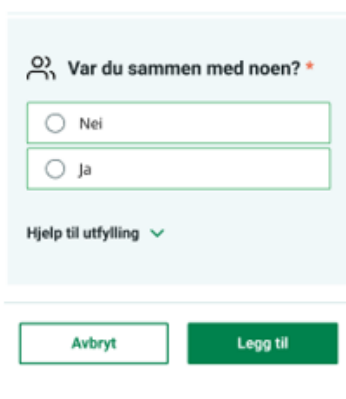 Var du sammen med noen? *
Nei
Ja
Hjelp til utfylling
Avbryt
Legg til